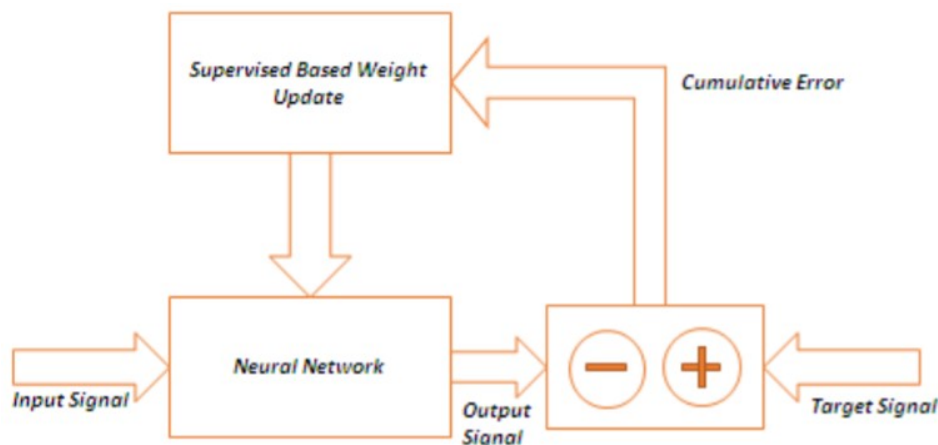 Supervised Based Weight
Update
Cumulative Error
Neural Network
Input Signal
Output
Signal
Target Signal